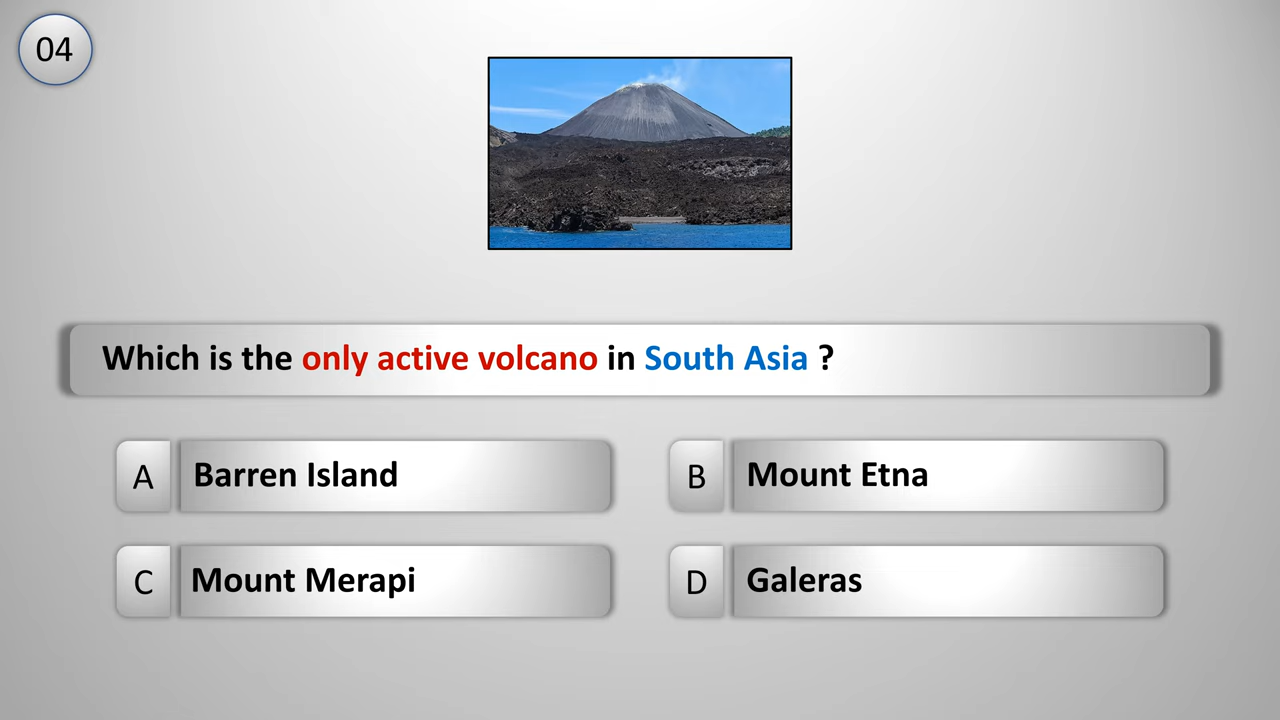 04
Which is the only active volcano in South Asia ?
A Barren Island
B Mount Etna
C Mount Merapi
D Galeras